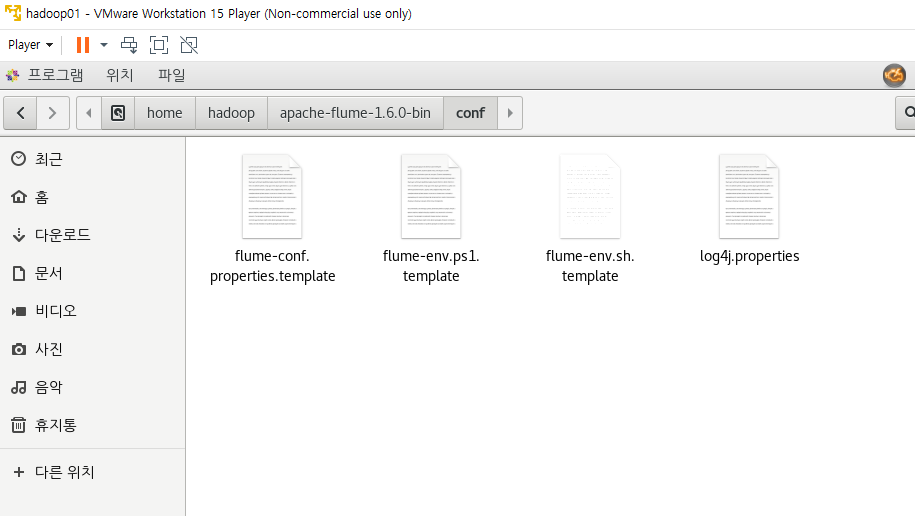 hadoop01 - VMware Workstation 15 Player (Non-commercial use only)
Player
프로그램 위치 파일
home hadoop apache-flume-1.6.0-bin conf
최근
홈
다운로드
문서
비디오
사진
음악
휴지통
다른 위치
flume-conf.
properties.template
flume-env.ps1.
template
flume-env.sh.
template
log4j.properties